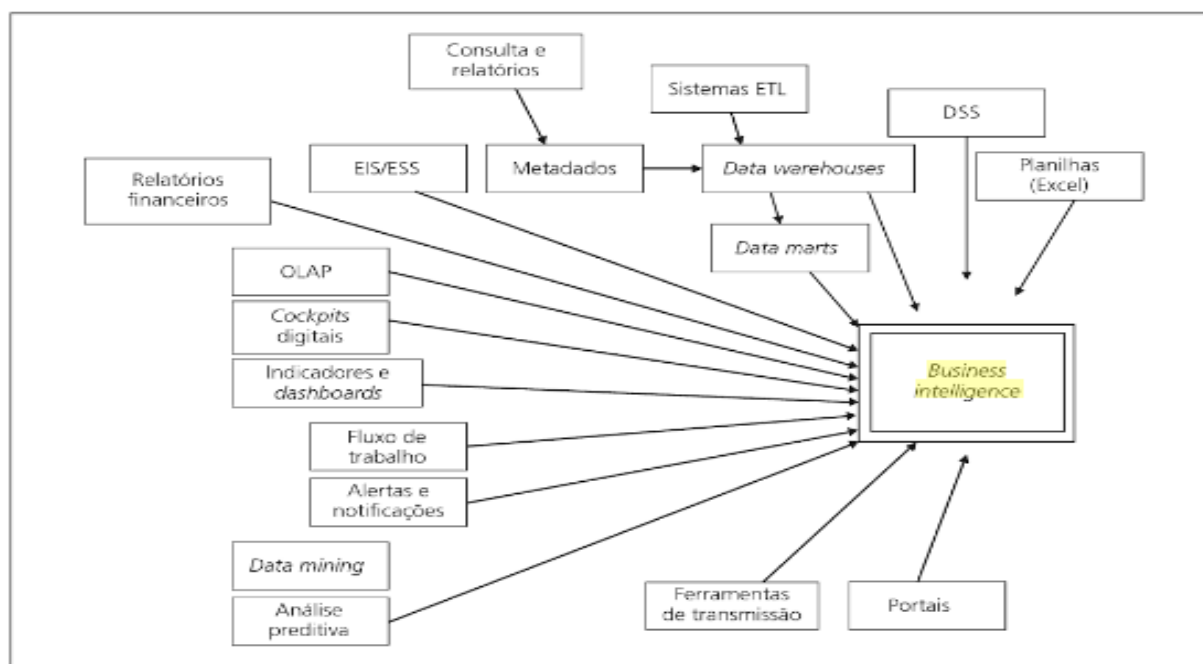 Consulta e
relatórios
Sistemas ETL
DSS
EIS/ESS
Metadados
Data warehouses
Planilhas
(Excel)
Relatórios
financeiros
Data marts
OLAP
Cockpits
digitais
Indicadores e
dashboards
Business
intelligence
Fluxo de
trabalho
Alertas e
notificações
Data mining
Análise
preditiva
Ferramentas
de transmissão
Portais